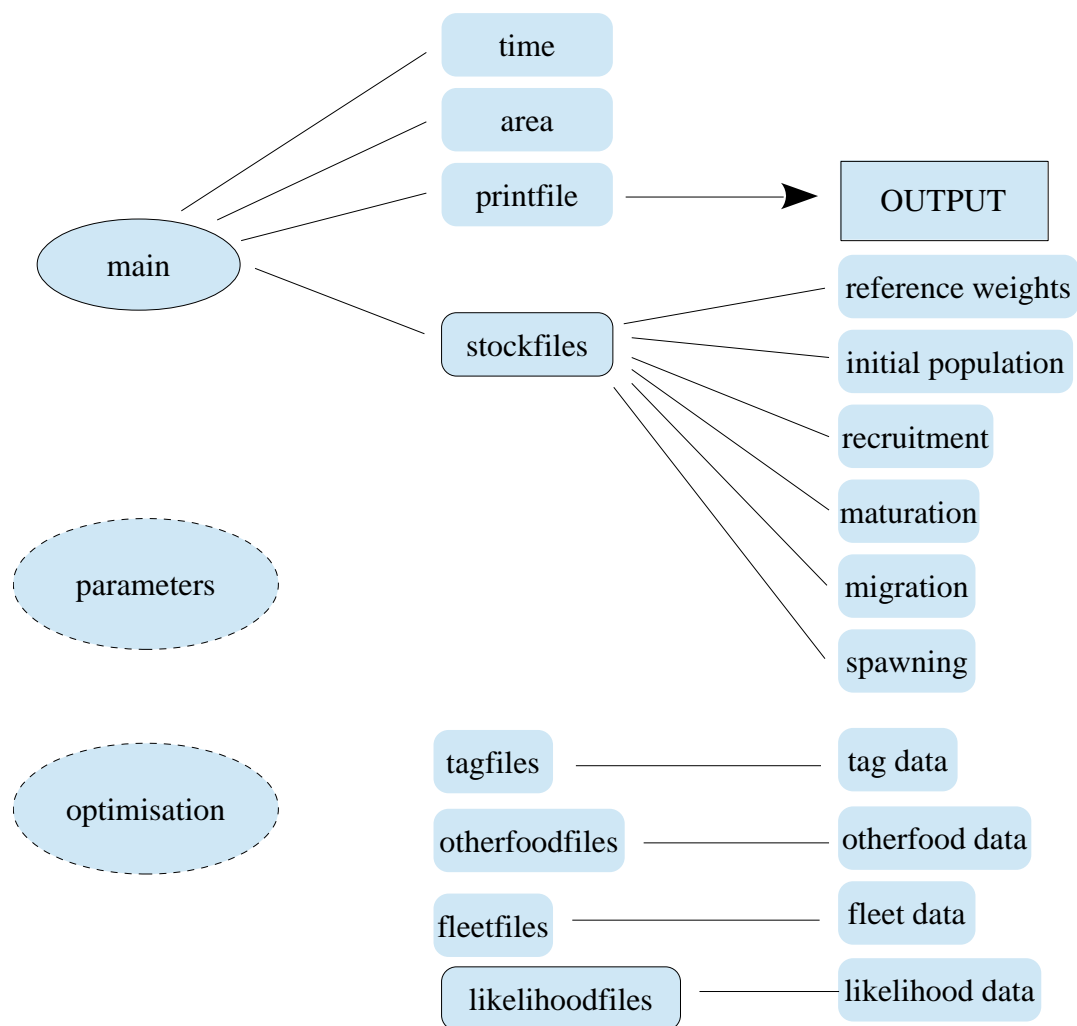 time
area
printfile
OUTPUT
main
reference weights
stockfiles
initial population
recruitment
maturation
parameters
migration
spawning
tagfiles
tag data
optimisation
otherfoodfiles
otherfood data
fleetfiles
fleet data
likelihoodfiles
likelihood data